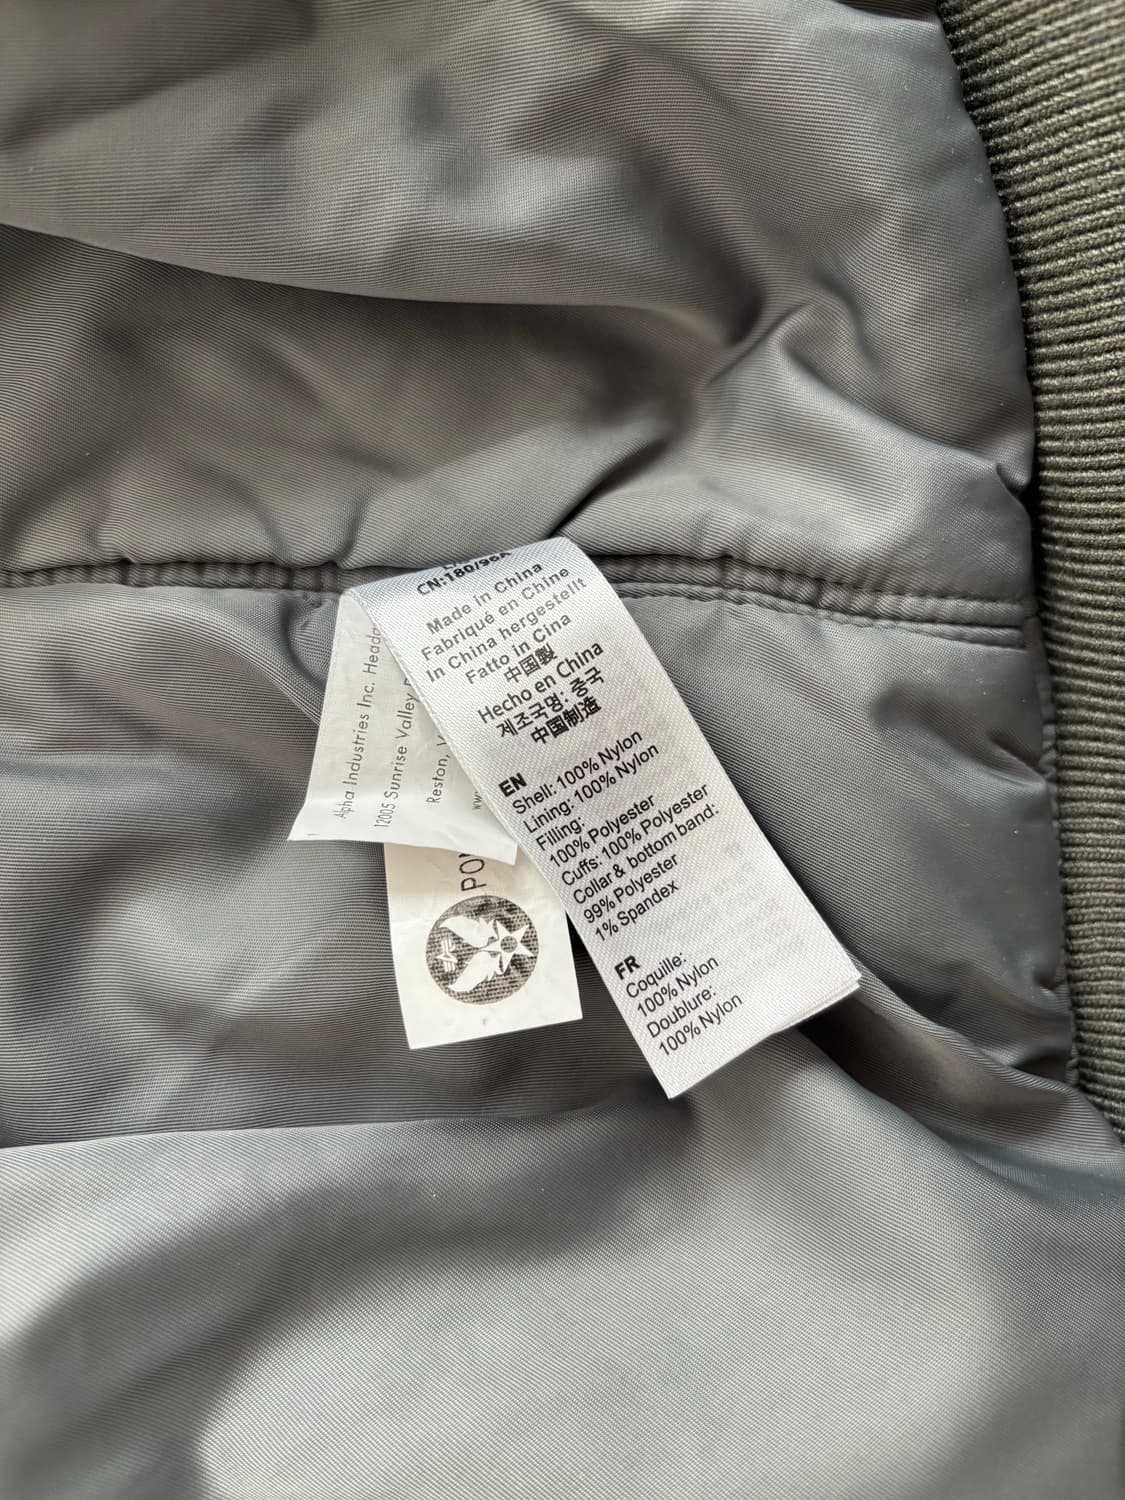 CN:180/96A
Made in China
Fabriqué en Chine
In China hergestellt
Fatto in Cina
中国製
Hecho en China
제조국명: 중국
中国制造
EN
Shell: 100% Nylon
Lining: 100% Nylon
Filling:
100% Polyester
Cuffs: 100% Polyester
Collar & bottom band:
99% Polyester
1% Spandex
FR
Coquille:
100% Nylon
Doublure:
100% Nylon
Alpha Industries Inc.
12005 Sunrise Valley
Reston,